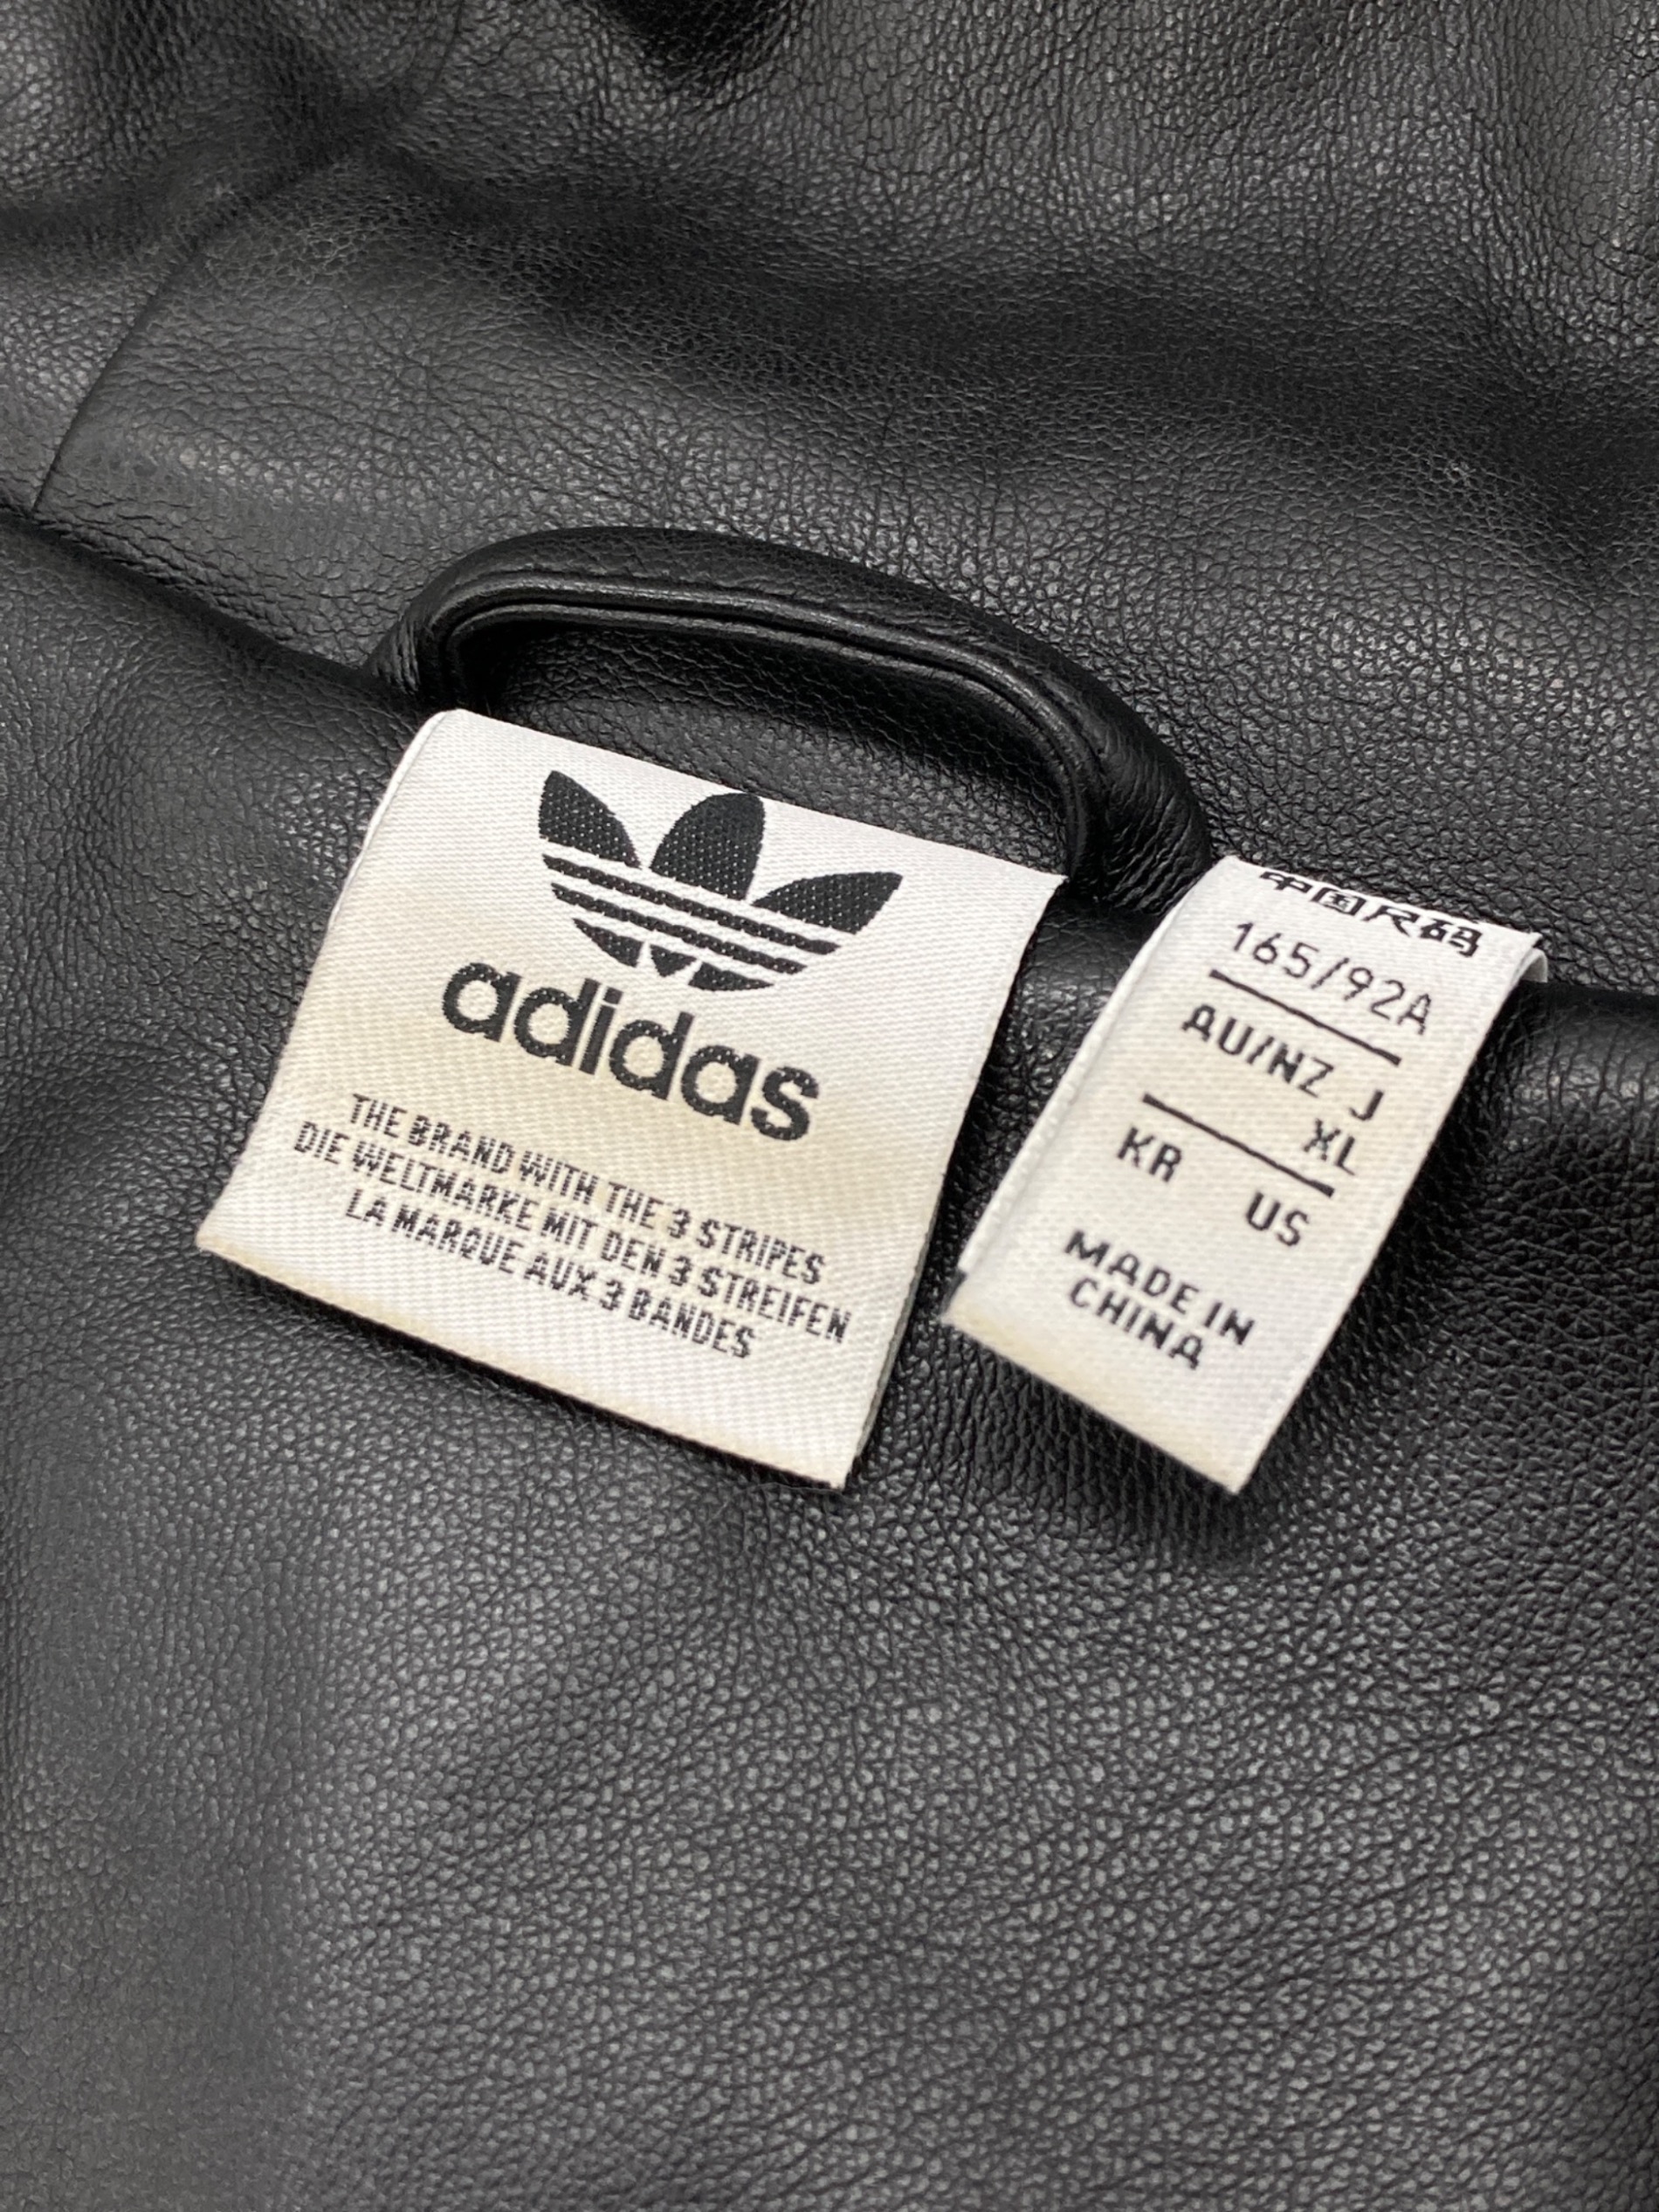 adidas
THE BRAND WITH THE 3 STRIPES
DIE WELTMARKE MIT DEN 3 STREIFEN
LA MARQUE AUX 3 BANDES
中国尺码
165/92A
AU/NZ J
XL
KR US
MADE IN
CHINA